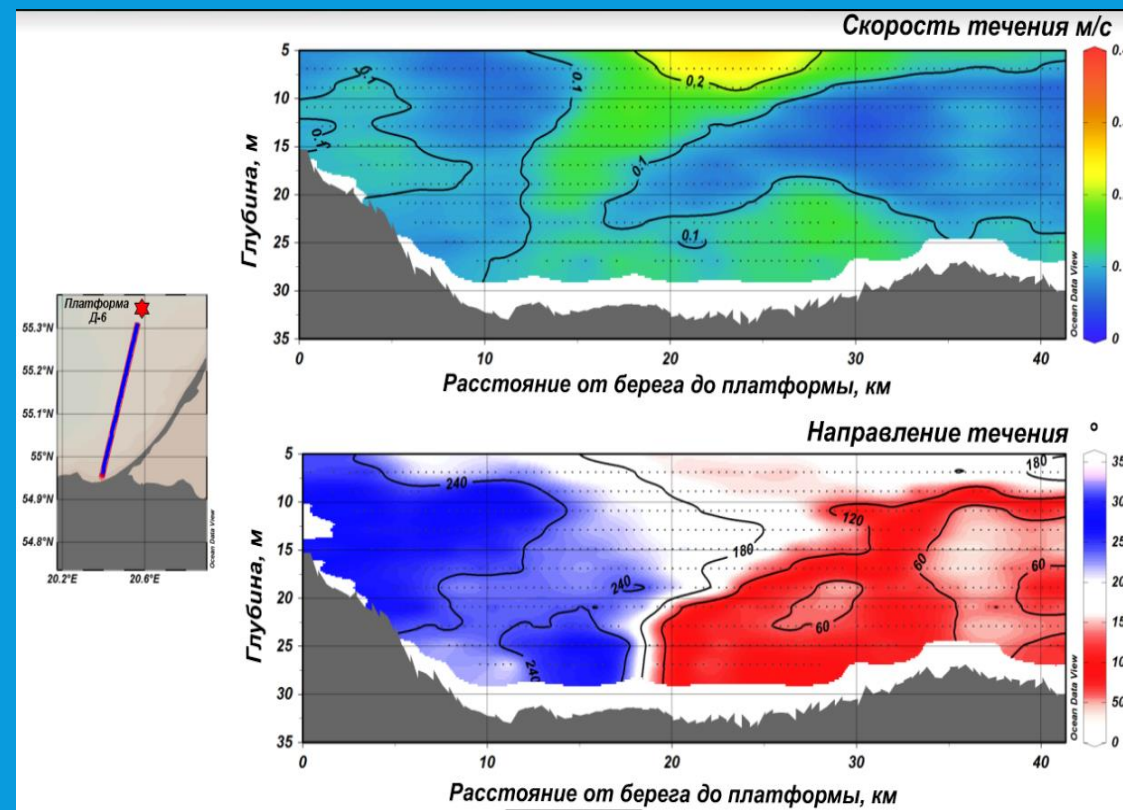 Скорость течения м/с
5
10
15
20
25
30
35
Глубина, м
0.1
0.1
0.1
0.2
0.1
0.1
0
10
20
30
40
Расстояние от берега до платформы, км
Ocean Data View
0
Платформа
Д-6
55.3°N
55.2°N
55.1°N
55°N
54.9°N
54.8°N
20.2°E
20.6°E
Ocean Data View
Направление течения °
5
10
15
20
25
30
35
Глубина, м
240
240
240
180
180
120
60
60
60
0
10
20
30
40
Расстояние от берега до платформы, км
Ocean Data View
50
0